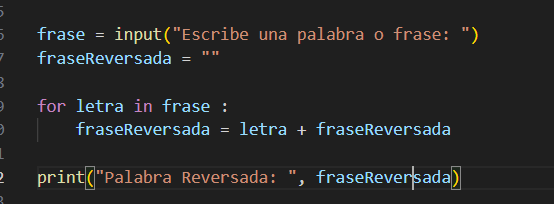 frase = input("Escribe una palabra o frase: ")
fraseReversada = ""
for letra in frase :
    fraseReversada = letra + fraseReversada
print("Palabra Reversada: ", fraseReversada)